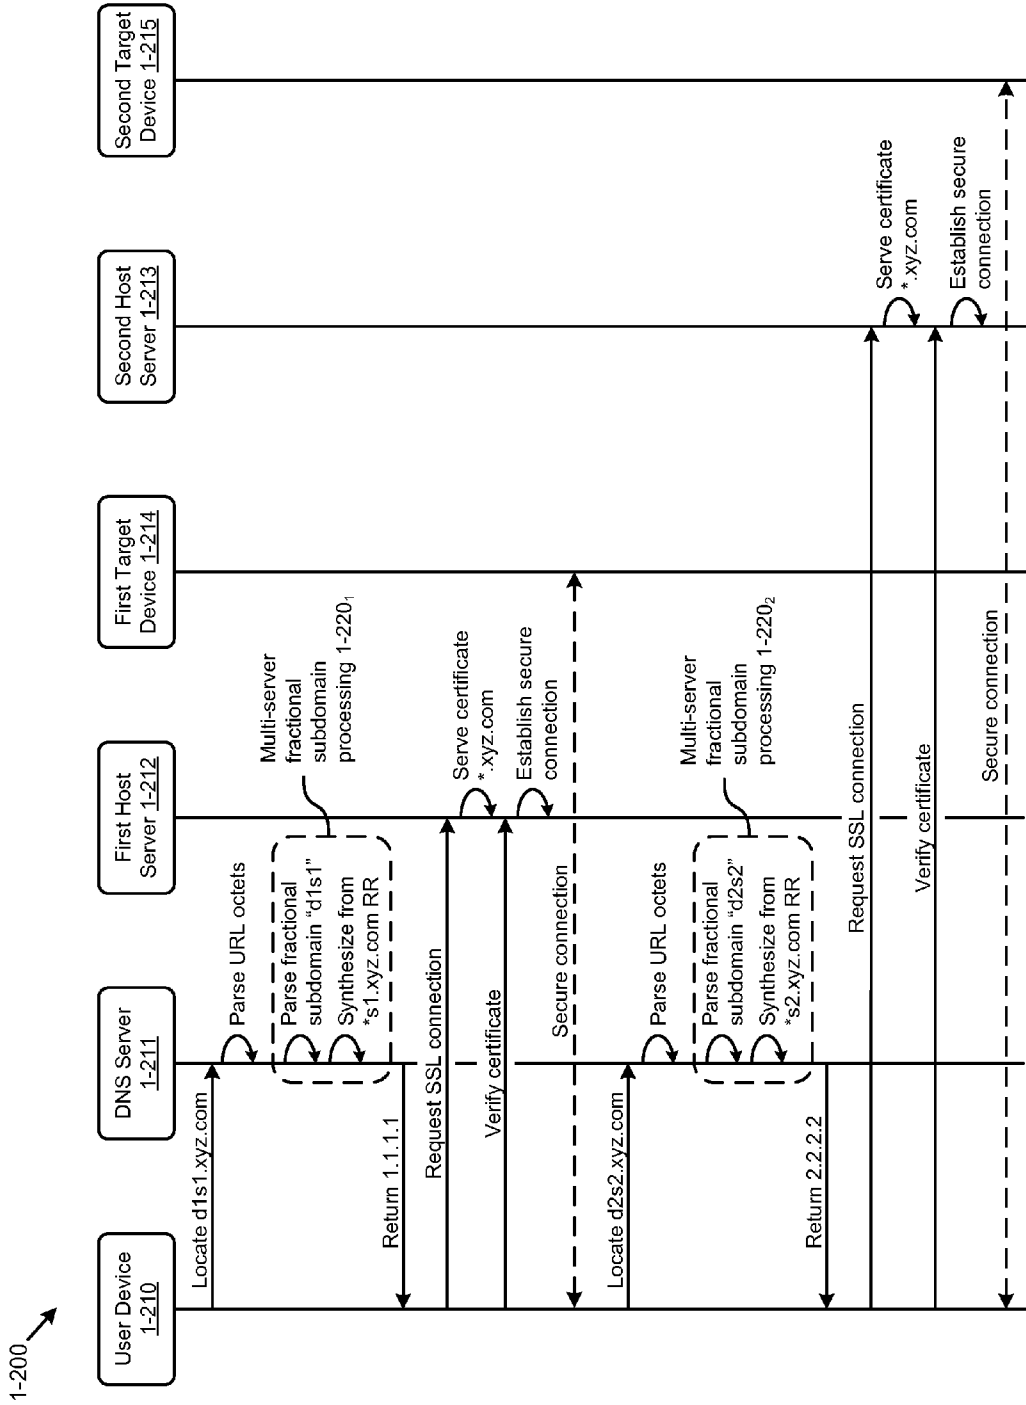 1-200
User Device
1-210
DNS Server
1-211
First Host
Server 1-212
First Target
Device 1-214
Second Host
Server 1-213
Second Target
Device 1-215
Locate d1s1.xyz.com
Parse URL octets
Multi-server
fractional
subdomain
processing 1-220₁
Parse fractional
subdomain “d1s1”
Synthesize from
*s1.xyz.com RR
Return 1.1.1.1
Request SSL connection
Serve certificate
*.xyz.com
Verify certificate
Establish secure
connection
Secure connection
Locate d2s2.xyz.com
Parse URL octets
Multi-server
fractional
subdomain
processing 1-220₂
Parse fractional
subdomain “d2s2”
Synthesize from
*s2.xyz.com RR
Return 2.2.2.2
Request SSL connection
Serve certificate
*.xyz.com
Verify certificate
Establish secure
connection
Secure connection